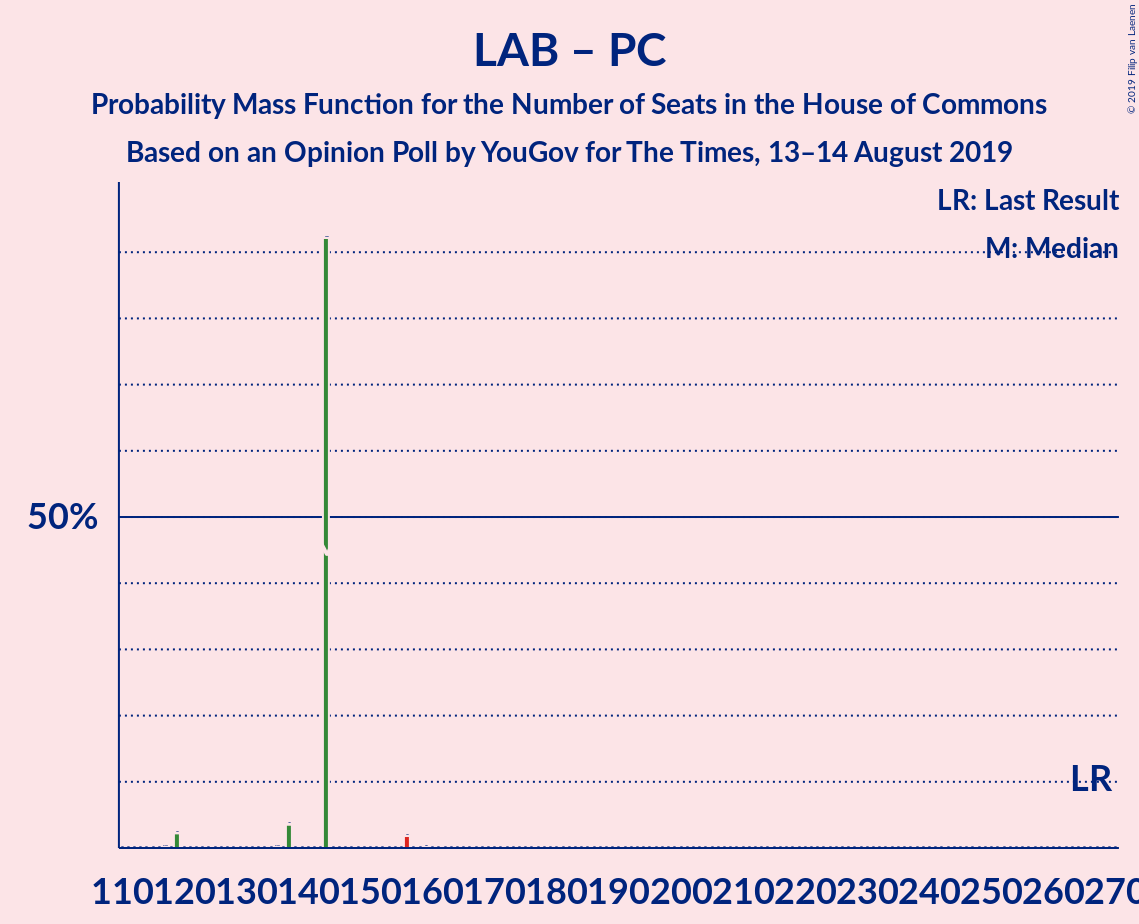 LAB – PC
Probability Mass Function for the Number of Seats in the House of Commons
Based on an Opinion Poll by YouGov for The Times, 13–14 August 2019
© 2019 Filip van Laenen
LR: Last Result
M: Median
50%
LR
110 120 130 140 150 160 170 180 190 200 210 220 230 240 250 260 270